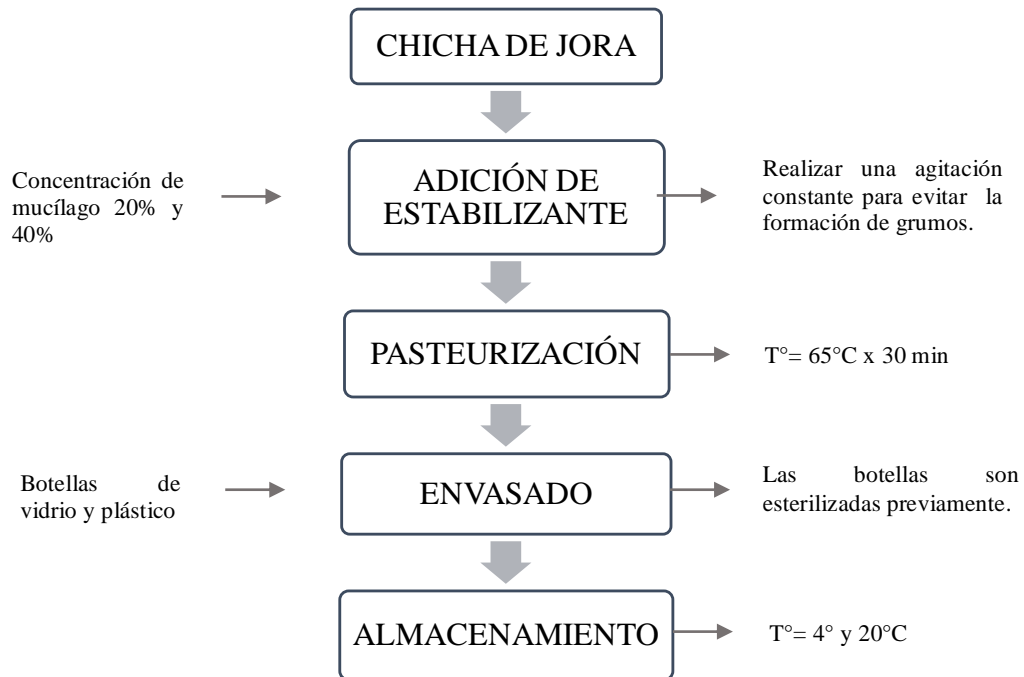 CHICHA DE JORA
Concentración de
mucílago 20% y
40%
ADICIÓN DE
ESTABILIZANTE
Realizar una agitación
constante para evitar la
formación de grumos.
PASTEURIZACIÓN
T°= 65°C x 30 min
Botellas de
vidrio y plástico
ENVASADO
Las botellas son
esterilizadas previamente.
ALMACENAMIENTO
T°= 4° y 20°C